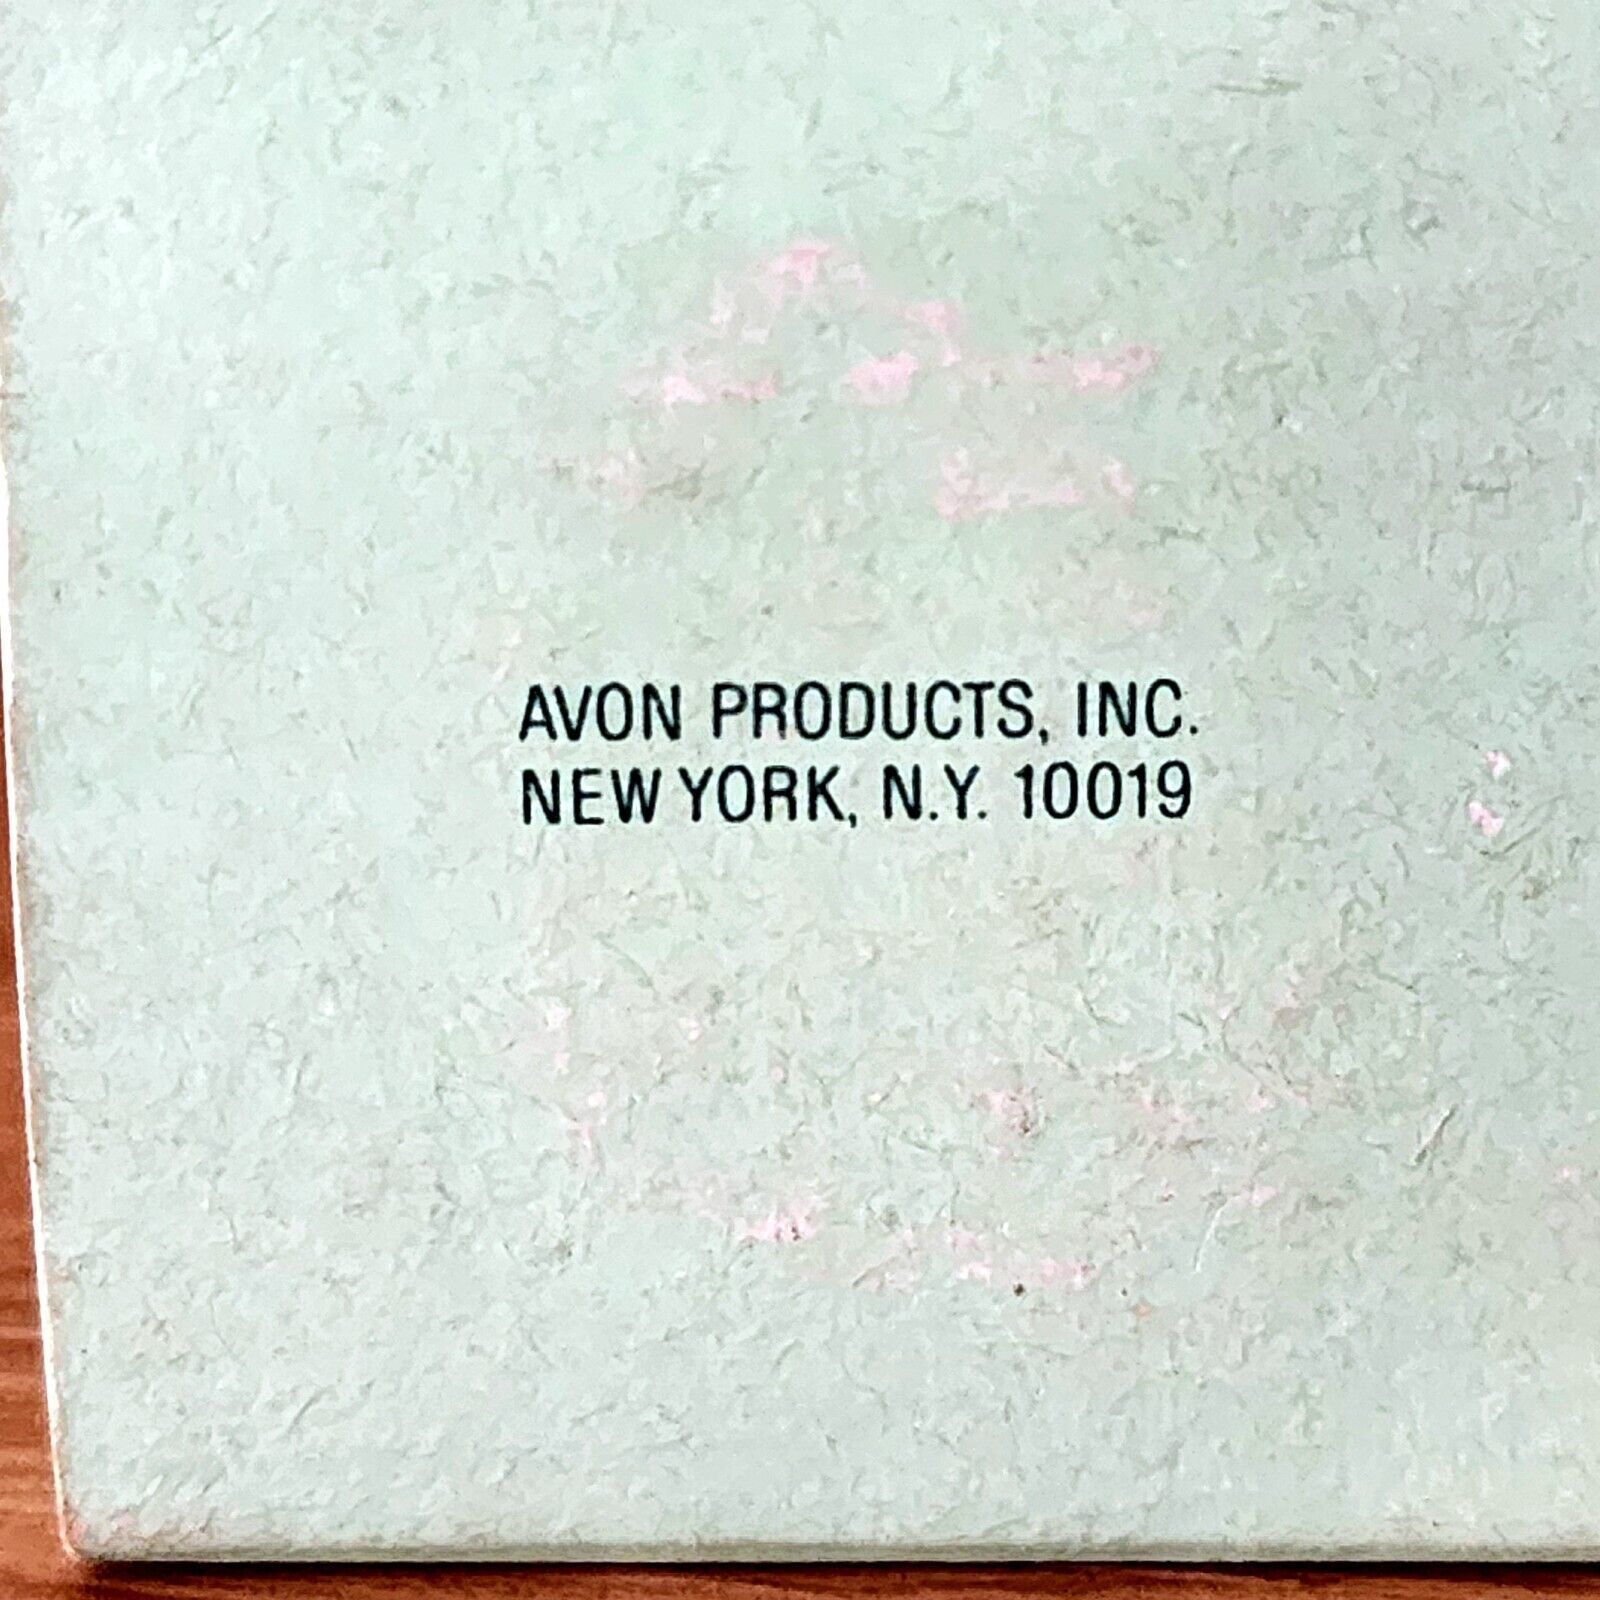 AVON PRODUCTS, INC.
NEW YORK, N.Y. 10019